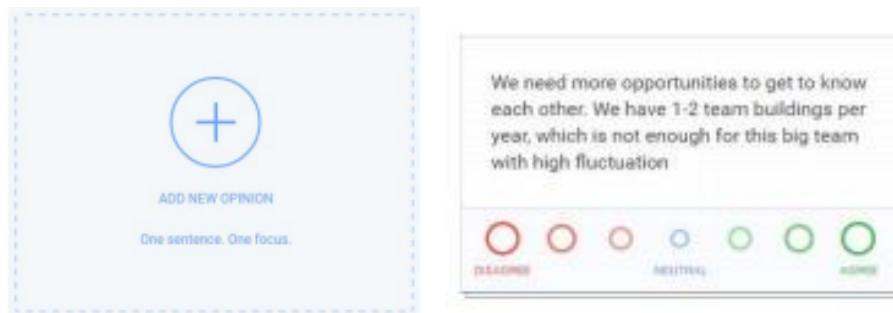 ADD NEW OPINION
One sentence. One focus.
We need more opportunities to get to know
each other. We have 1-2 team buildings per
year, which is not enough for this big team
with high fluctuation
DISAGREE
NEUTRAL
AGREE